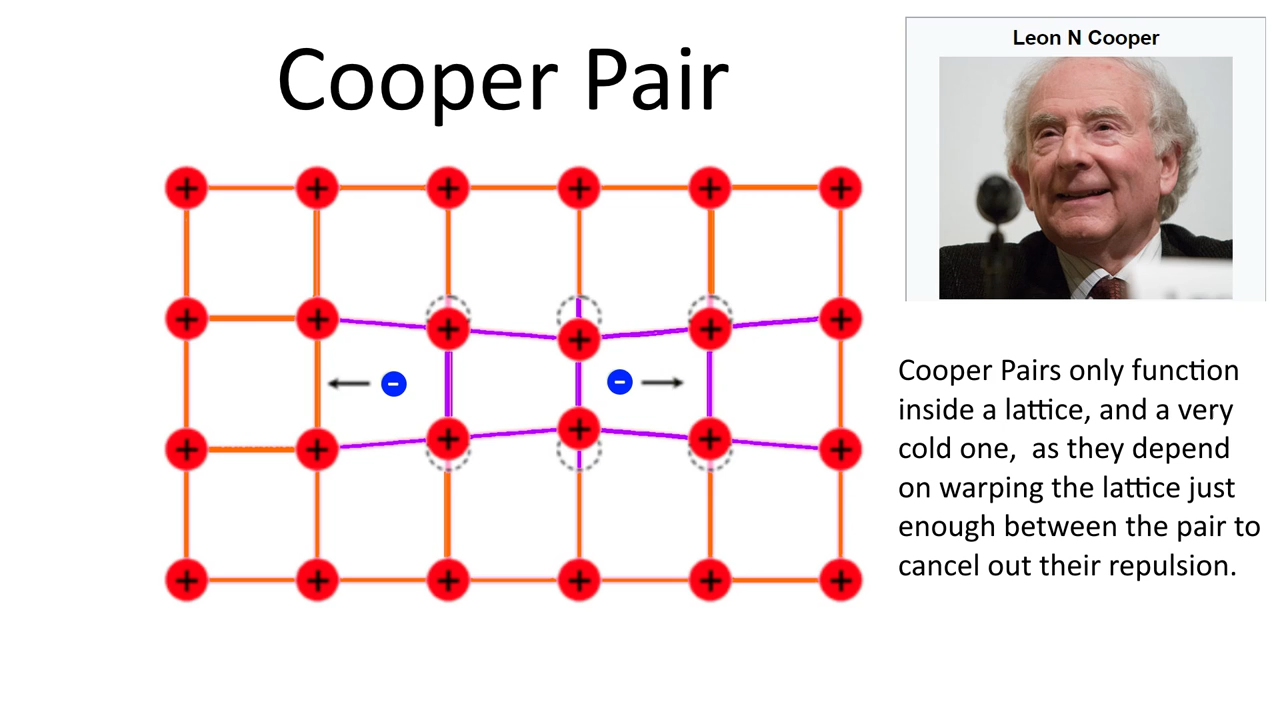 Cooper Pair
Leon N Cooper
Cooper Pairs only function
inside a lattice, and a very
cold one,  as they depend
on warping the lattice just
enough between the pair to
cancel out their repulsion.
+ + + + + +
+ + + + + +
- -
+ + + + + +
+ + + + + +